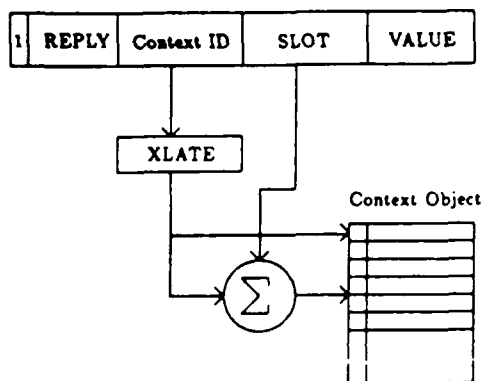 1 REPLY Context ID SLOT VALUE
XLATE
Context Object
Σ